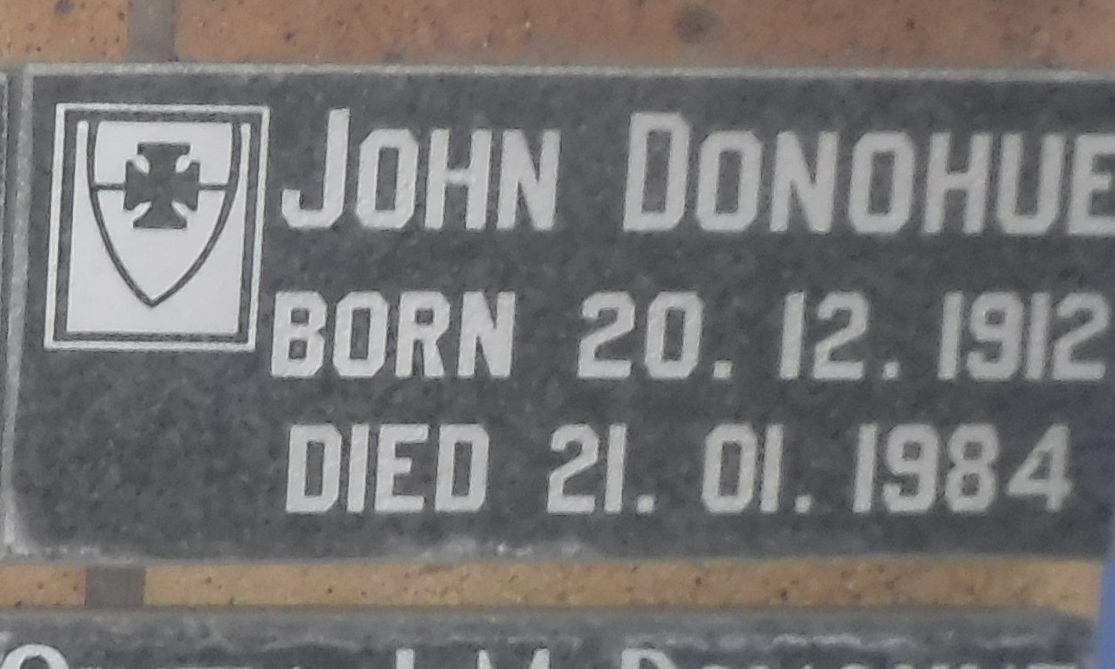 JOHN DONOHUE
BORN 20. 12. 1912
DIED 21. 01. 1984